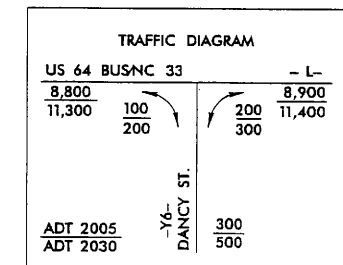 TRAFFIC DIAGRAM
US 64 BUS/NC 33 – L–
8,800 8,900
11,300 100 200 11,400
200 300
–Y6–
DANCY ST.
300
ADT 2005 500
ADT 2030